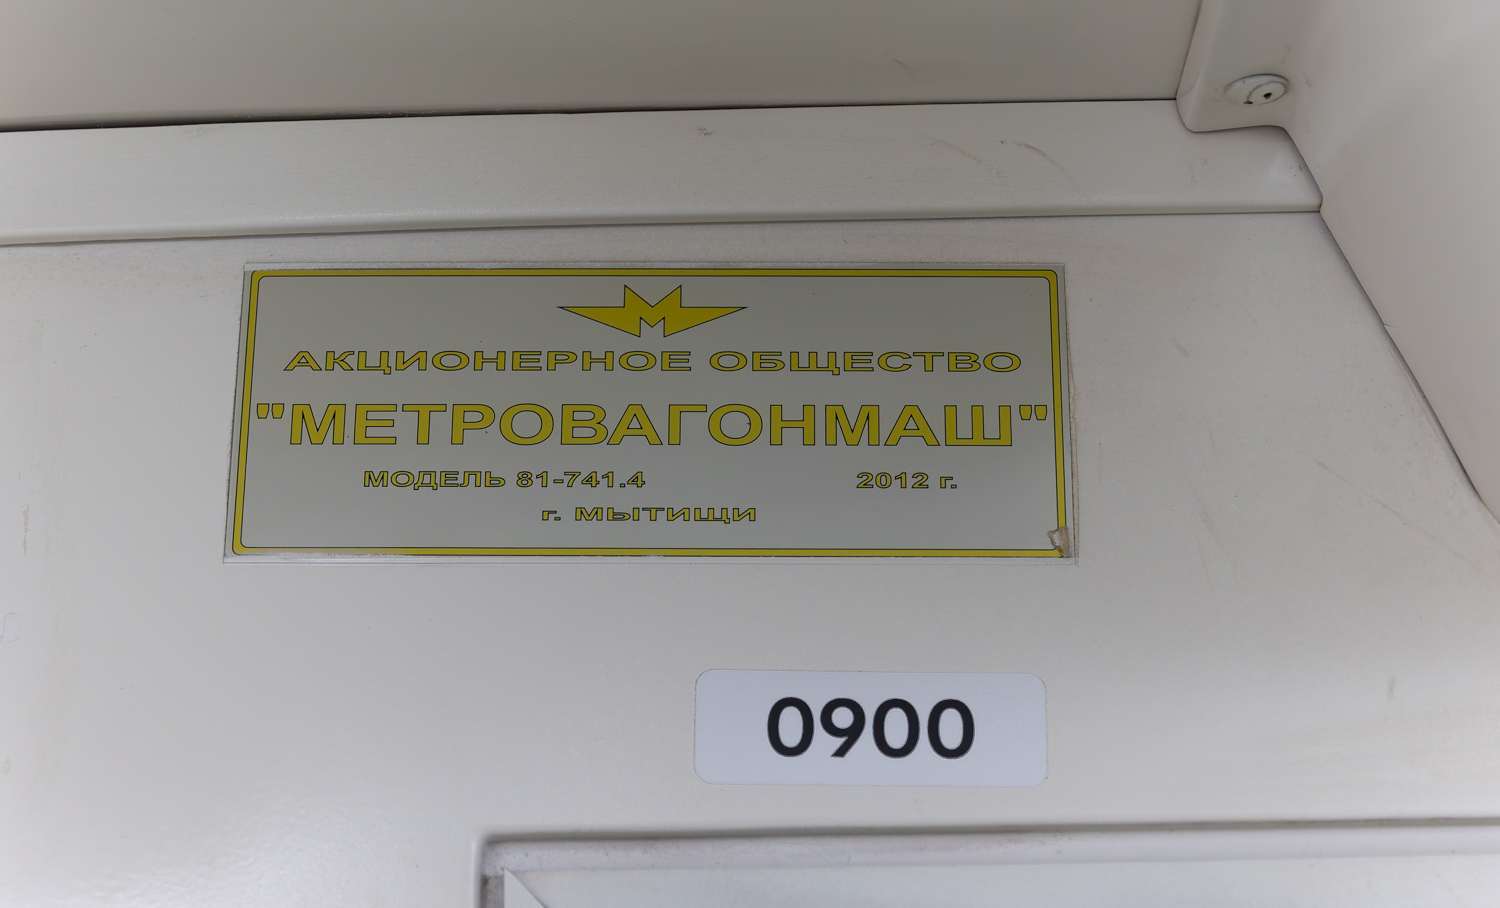 АКЦИОНЕРНОЕ ОБЩЕСТВО
"МЕТРОВАГОНМАШ"
МОДЕЛЬ 81-741.4 2012 г.
г. МЫТИЩИ
0900